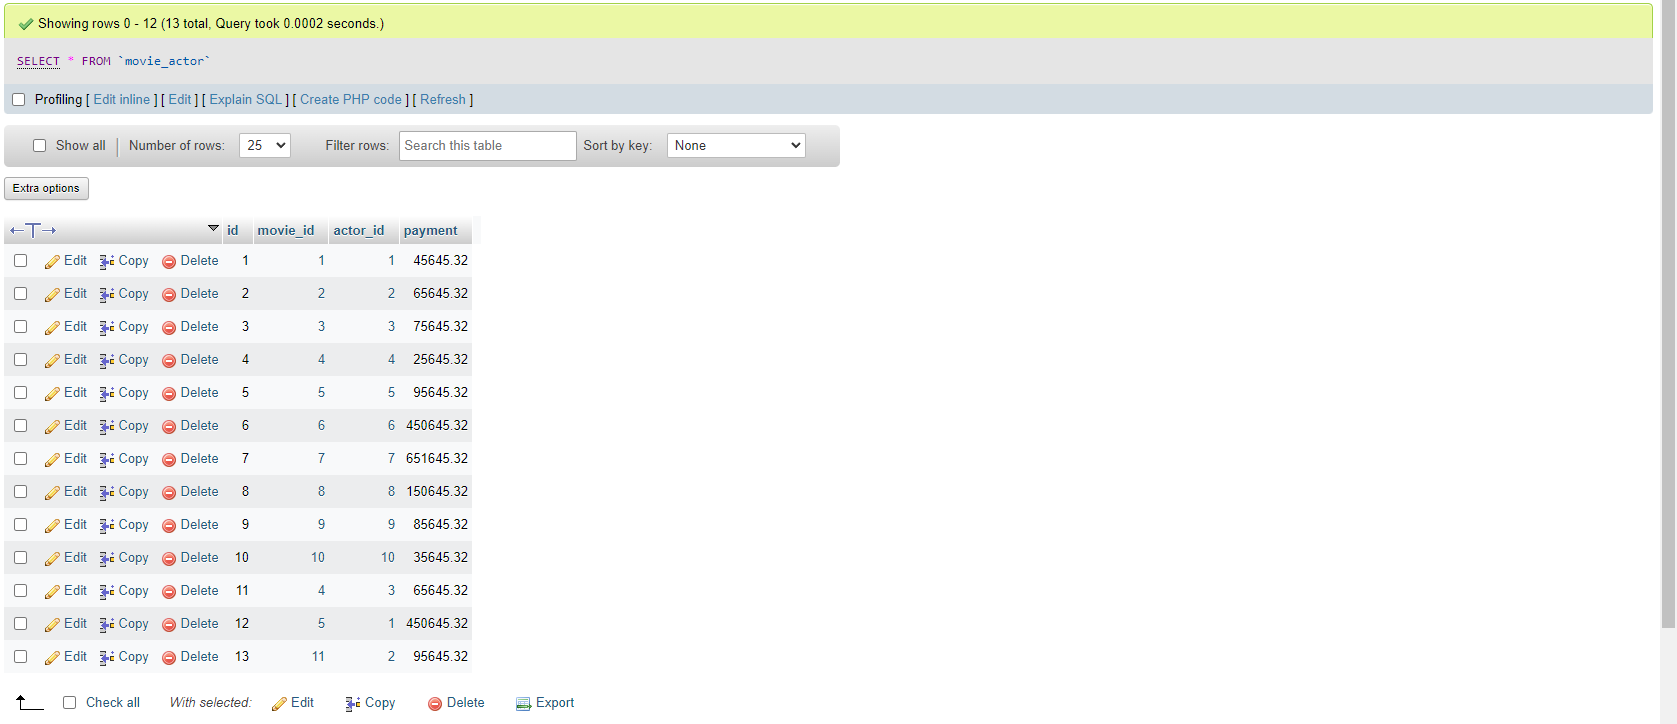 Showing rows 0 - 12 (13 total, Query took 0.0002 seconds.)
SELECT * FROM `movie_actor`
Profiling [ Edit inline ] [ Edit ] [ Explain SQL ] [ Create PHP code ] [ Refresh ]
Show all Number of rows: 25 Filter rows: Search this table Sort by key: None
Extra options
←T→ id movie_id actor_id payment
Edit Copy Delete 1 1 1 45645.32
Edit Copy Delete 2 2 2 65645.32
Edit Copy Delete 3 3 3 75645.32
Edit Copy Delete 4 4 4 25645.32
Edit Copy Delete 5 5 5 95645.32
Edit Copy Delete 6 6 6 450645.32
Edit Copy Delete 7 7 7 651645.32
Edit Copy Delete 8 8 8 150645.32
Edit Copy Delete 9 9 9 85645.32
Edit Copy Delete 10 10 10 35645.32
Edit Copy Delete 11 4 3 65645.32
Edit Copy Delete 12 5 1 450645.32
Edit Copy Delete 13 11 2 95645.32
Check all With selected: Edit Copy Delete Export